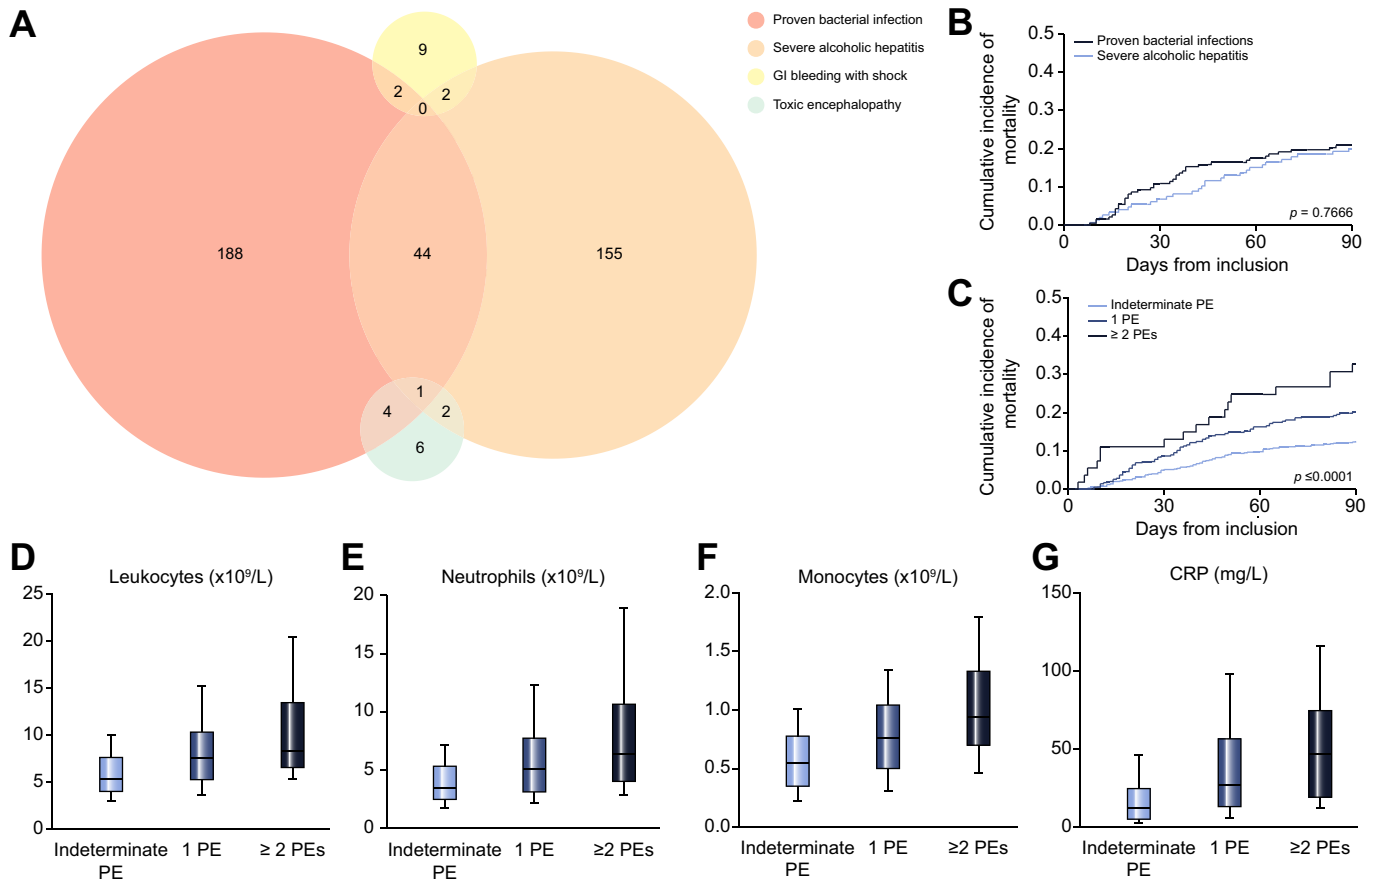 A
Proven bacterial infection
Severe alcoholic hepatitis
GI bleeding with shock
Toxic encephalopathy
9
2
2
0
188
44
155
1
4
2
6
B
Cumulative incidence of
mortality
0.5
0.4
0.3
0.2
0.1
0.0
Proven bacterial infections
Severe alcoholic hepatitis
p = 0.7666
0
30
60
90
Days from inclusion
C
Cumulative incidence of
mortality
0.5
0.4
0.3
0.2
0.1
0.0
Indeterminate PE
1 PE
≥ 2 PEs
p ≤0.0001
0
30
60
90
Days from inclusion
D
Leukocytes (x10⁹/L)
25
20
15
10
5
0
Indeterminate
PE
1 PE
≥ 2 PEs
E
Neutrophils (x10⁹/L)
20
15
10
5
0
Indeterminate
PE
1 PE
≥2 PEs
F
Monocytes (x10⁹/L)
2.0
1.5
1.0
0.5
0.0
Indeterminate
PE
1 PE
≥2 PEs
G
CRP (mg/L)
150
100
50
0
Indeterminate
PE
1 PE
≥2 PEs